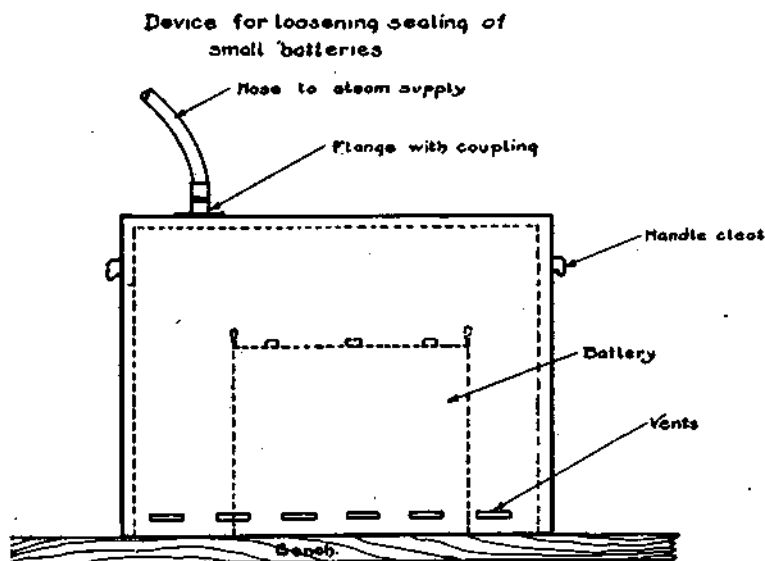 Device for loosening sealing of
small batteries
Hose to steam supply
Flange with coupling
Handle cleat
Battery
Vents
Bench.